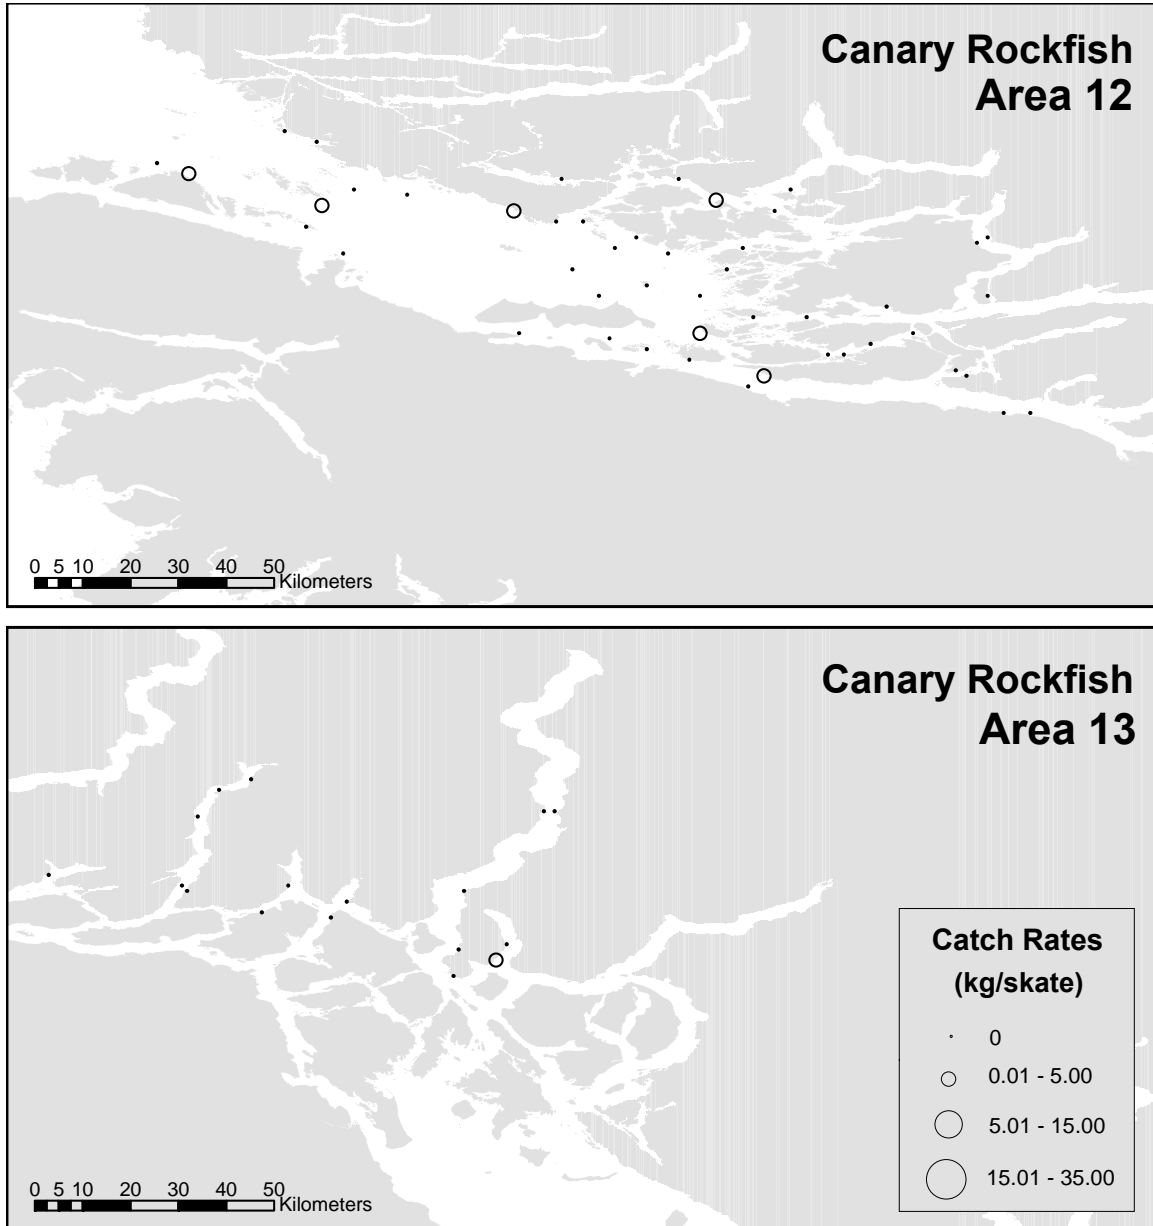 Canary Rockfish
Area 12
0 5 10 20 30 40 50
Kilometers
Canary Rockfish
Area 13
Catch Rates
(kg/skate)
0
0.01 - 5.00
5.01 - 15.00
15.01 - 35.00
0 5 10 20 30 40 50
Kilometers